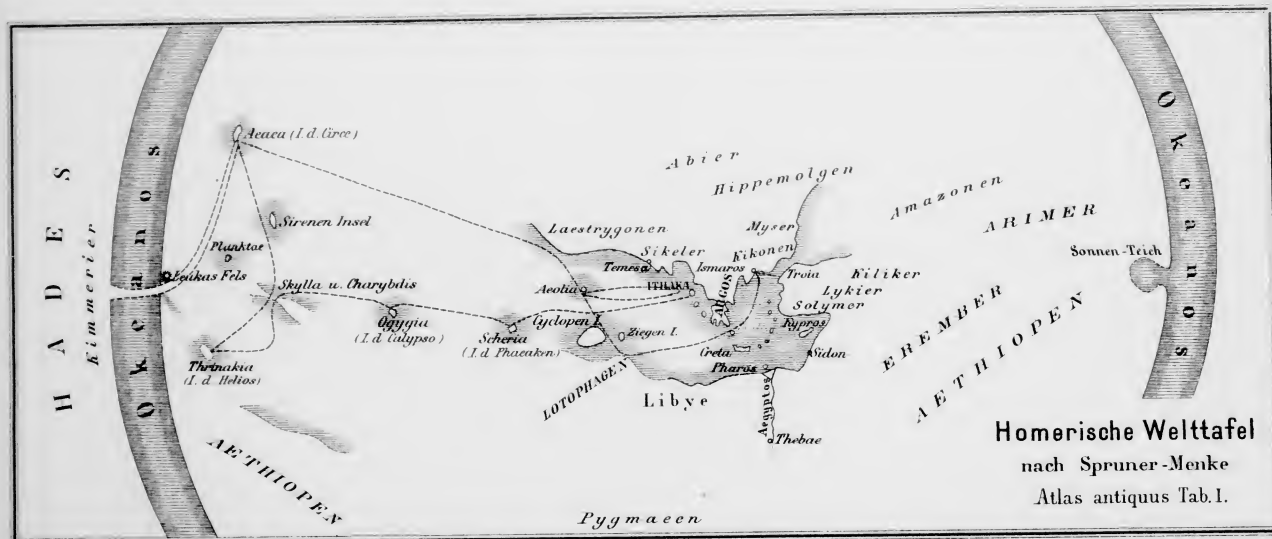 HADES
Kimmerier
Okeanos
Aeaea (I. d. Circe)
Sirenen Insel
Planktae
Leukas Fels
Skylla u. Charybdis
Thrinakia
(I. d. Helios)
AETHIOPEN
Ogygia
(I. d. Calypso)
Scheria
(I. d. Phaeaken)
Aeolia
Cyclopen I.
Ziegen I.
LOTOPHAGEN
Laestrygonen
Sikeler
Temesa
ITHAKA
Ismaros
Kikonen
Myser
ARGOS
Troia
Creta
Pharos
Libye
Aegyptos
Thebae
Abier
Hippemolgen
Amazonen
ARIMER
Kiliker
Lykier
Solymer
Kypros
Sidon
EREMBER
AETHIOPEN
Sonnen-Teich
Okeanos
Pygmaeen
Homerische Welttafel
nach Spruner-Menke
Atlas antiquus Tab. I.